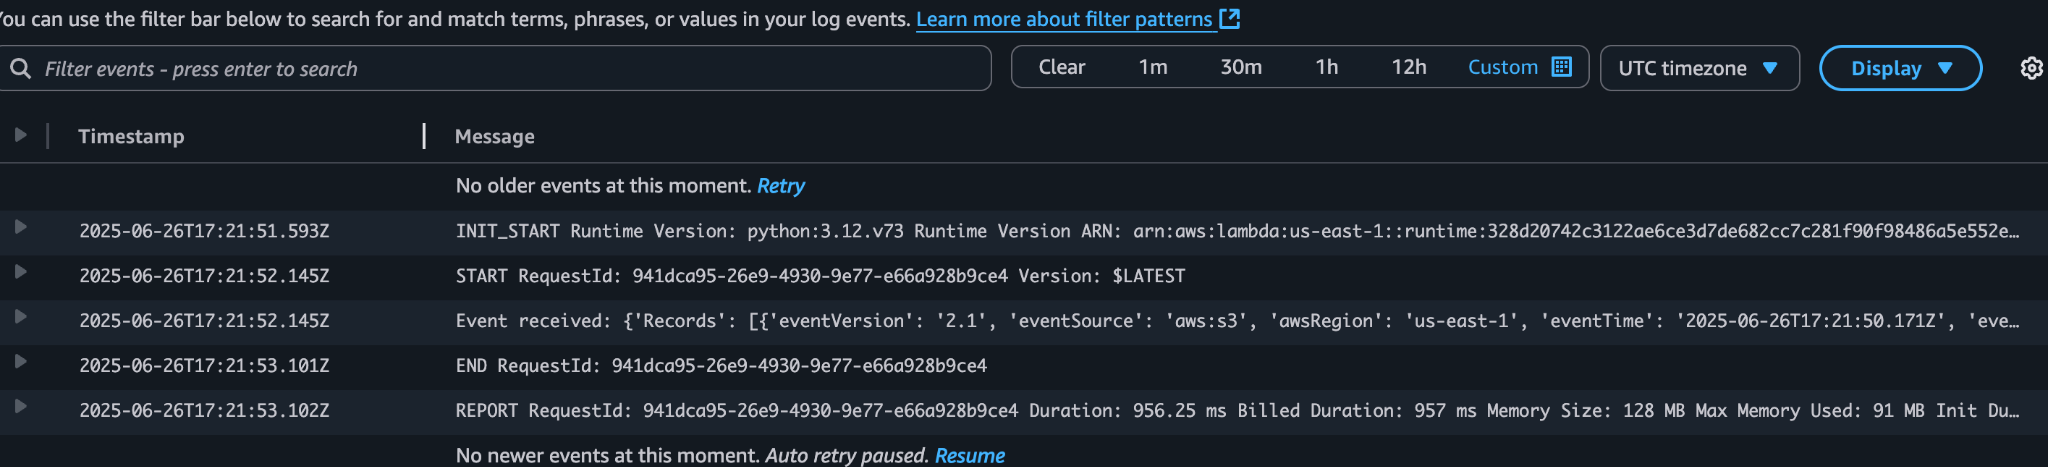 You can use the filter bar below to search for and match terms, phrases, or values in your log events. Learn more about filter patterns
Filter events - press enter to search
Clear 1m 30m 1h 12h Custom UTC timezone Display
Timestamp Message
No older events at this moment. Retry
2025-06-26T17:21:51.593Z INIT_START Runtime Version: python:3.12.v73 Runtime Version ARN: arn:aws:lambda:us-east-1::runtime:328d20742c3122ae6ce3d7de682cc7c281f90f98486a5e552e…
2025-06-26T17:21:52.145Z START RequestId: 941dca95-26e9-4930-9e77-e66a928b9ce4 Version: $LATEST
2025-06-26T17:21:52.145Z Event received: {'Records': [{'eventVersion': '2.1', 'eventSource': 'aws:s3', 'awsRegion': 'us-east-1', 'eventTime': '2025-06-26T17:21:50.171Z', 'eve…
2025-06-26T17:21:53.101Z END RequestId: 941dca95-26e9-4930-9e77-e66a928b9ce4
2025-06-26T17:21:53.102Z REPORT RequestId: 941dca95-26e9-4930-9e77-e66a928b9ce4 Duration: 956.25 ms Billed Duration: 957 ms Memory Size: 128 MB Max Memory Used: 91 MB Init Du…
No newer events at this moment. Auto retry paused. Resume